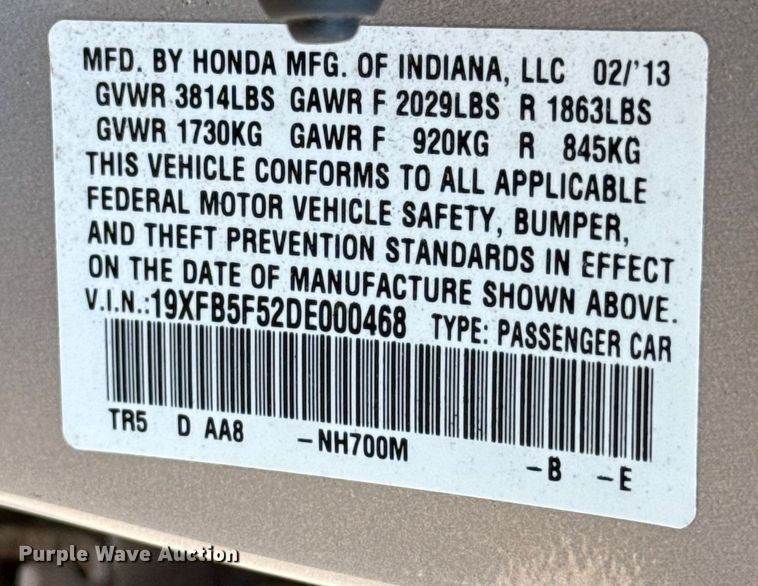 MFD. BY HONDA MFG. OF INDIANA, LLC 02/'13
GVWR 3814LBS GAWR F 2029LBS R 1863LBS
GVWR 1730KG GAWR F 920KG R 845KG
THIS VEHICLE CONFORMS TO ALL APPLICABLE
FEDERAL MOTOR VEHICLE SAFETY, BUMPER,
AND THEFT PREVENTION STANDARDS IN EFFECT
ON THE DATE OF MANUFACTURE SHOWN ABOVE.
V.I.N.:19XFB5F52DE000468 TYPE: PASSENGER CAR
TR5 D AA8 -NH700M -B -E
Purple Wave Auction